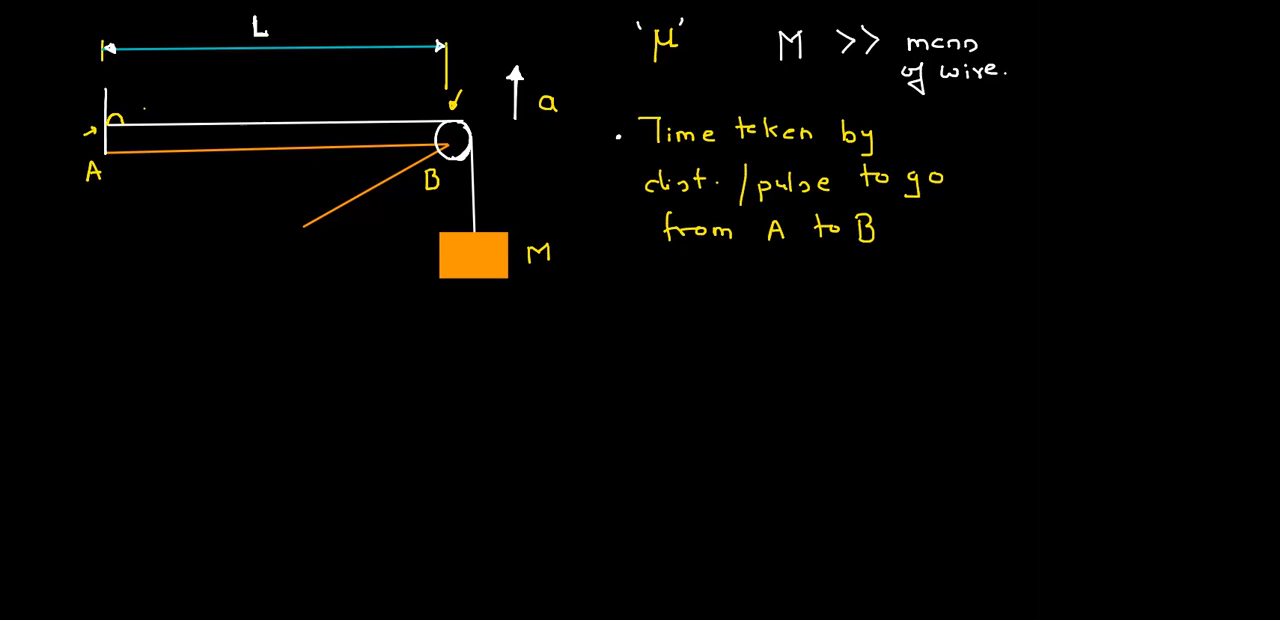 L
'μ'
M >> mass
of wire.
a
• Time taken by
dist. / pulse to go
from A to B
A
B
M